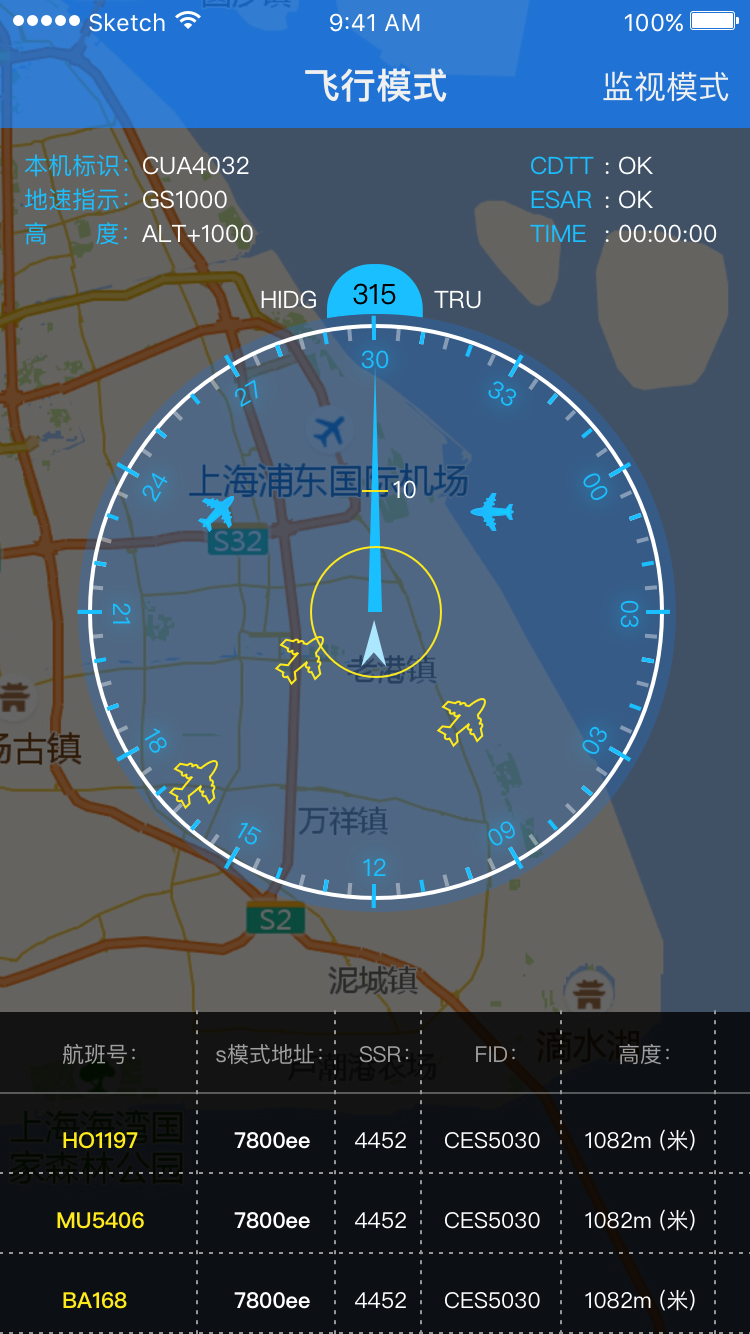 Sketch 9:41 AM 100%
飞行模式 监视模式
本机标识: CUA4032 CDTT : OK
地速指示: GS1000 ESAR : OK
高 度: ALT+1000 TIME : 00:00:00
HIDG 315 TRU
30
27 33
24 00
上海浦东国际机场
10
S32
21 03
老港镇
场古镇
18 03
万祥镇
15 09
12
S2
泥城镇
滴水湖
航班号: s模式地址: SSR: FID: 高度:
芦潮港农场
上海海湾国
家森林公园
HO1197 7800ee 4452 CES5030 1082m (米)
MU5406 7800ee 4452 CES5030 1082m (米)
BA168 7800ee 4452 CES5030 1082m (米)